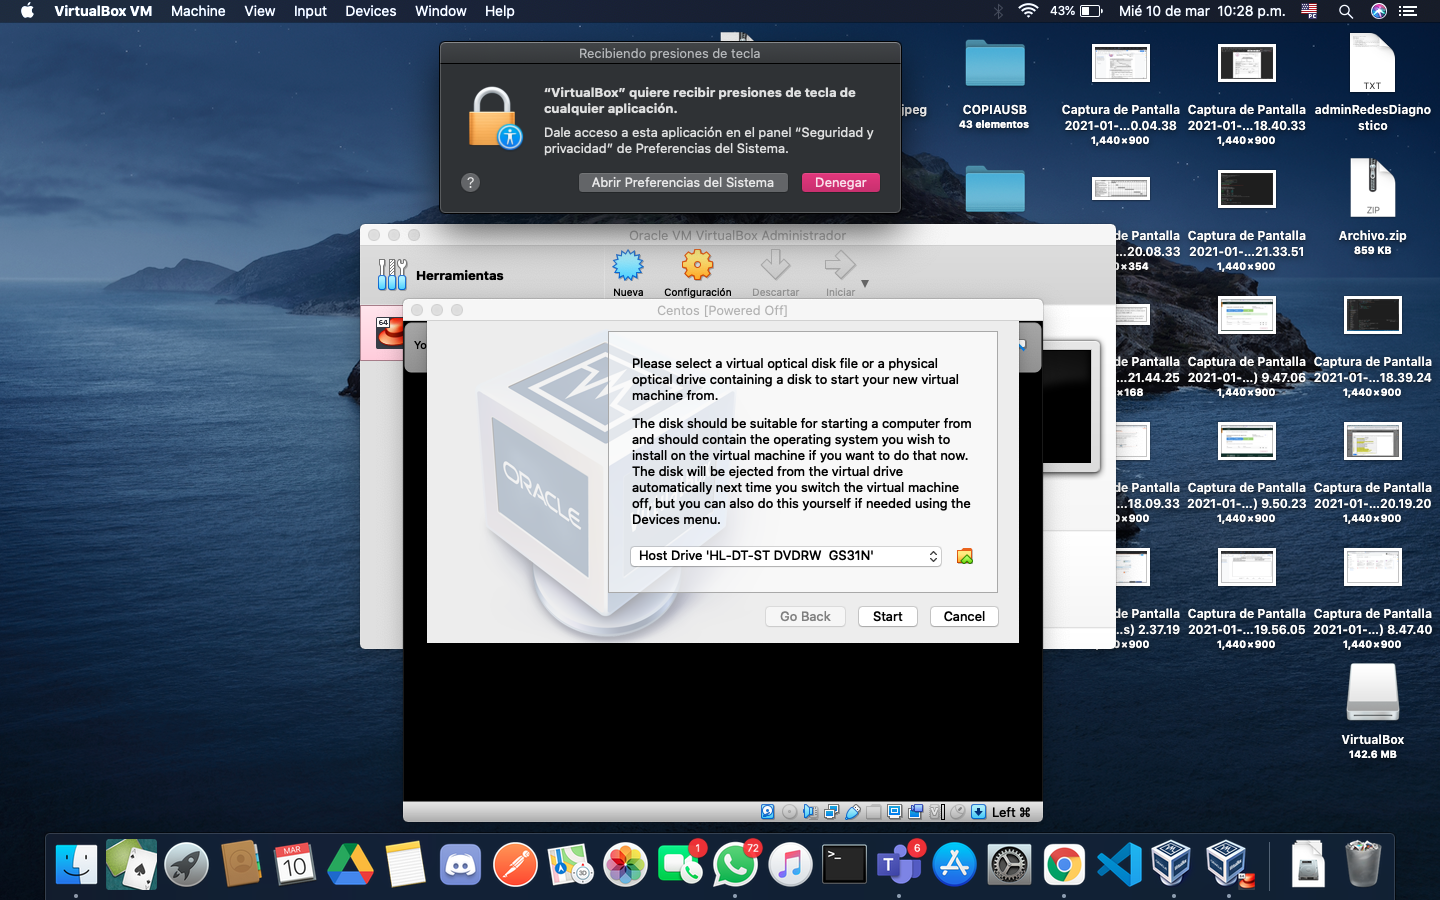 VirtualBox VM Machine View Input Devices Window Help 43% Mié 10 de mar 10:28 p.m.
Recibiendo presiones de tecla
“VirtualBox” quiere recibir presiones de tecla de
cualquier aplicación.
Dale acceso a esta aplicación en el panel “Seguridad y
privacidad” de Preferencias del Sistema.
? Abrir Preferencias del Sistema Denegar
jpeg
COPIAUSB
43 elementos
Captura de Pantalla
2021-01-...0.04.38
1,440×900
Captura de Pantalla
2021-01-...18.40.33
1,440×900
TXT
adminRedesDiagno
stico
de Pantalla
...20.08.33
×354
Captura de Pantalla
2021-01-...21.33.51
1,440×900
ZIP
Archivo.zip
859 KB
Oracle VM VirtualBox Administrador
Herramientas
Nueva Configuración Descartar Iniciar
64
Centos [Powered Off]
Yo
Please select a virtual optical disk file or a physical
optical drive containing a disk to start your new virtual
machine from.
The disk should be suitable for starting a computer from
and should contain the operating system you wish to
install on the virtual machine if you want to do that now.
The disk will be ejected from the virtual drive
automatically next time you switch the virtual machine
off, but you can also do this yourself if needed using the
Devices menu.
ORACLE
Host Drive 'HL-DT-ST DVDRW GS31N'
Go Back Start Cancel
Left ⌘
de Pantalla
...21.44.25
×168
Captura de Pantalla
2021-01-...) 9.47.06
1,440×900
Captura de Pantalla
2021-01-...18.39.24
1,440×900
de Pantalla
...18.09.33
0×900
Captura de Pantalla
2021-01-...) 9.50.23
1,440×900
Captura de Pantalla
2021-01-...20.19.20
1,440×900
de Pantalla
...s) 2.37.19
0×900
Captura de Pantalla
2021-01-...19.56.05
1,440×900
Captura de Pantalla
2021-01-...) 8.47.40
1,440×900
VirtualBox
142.6 MB
MAR
10
3D
1
72
>_
6
64